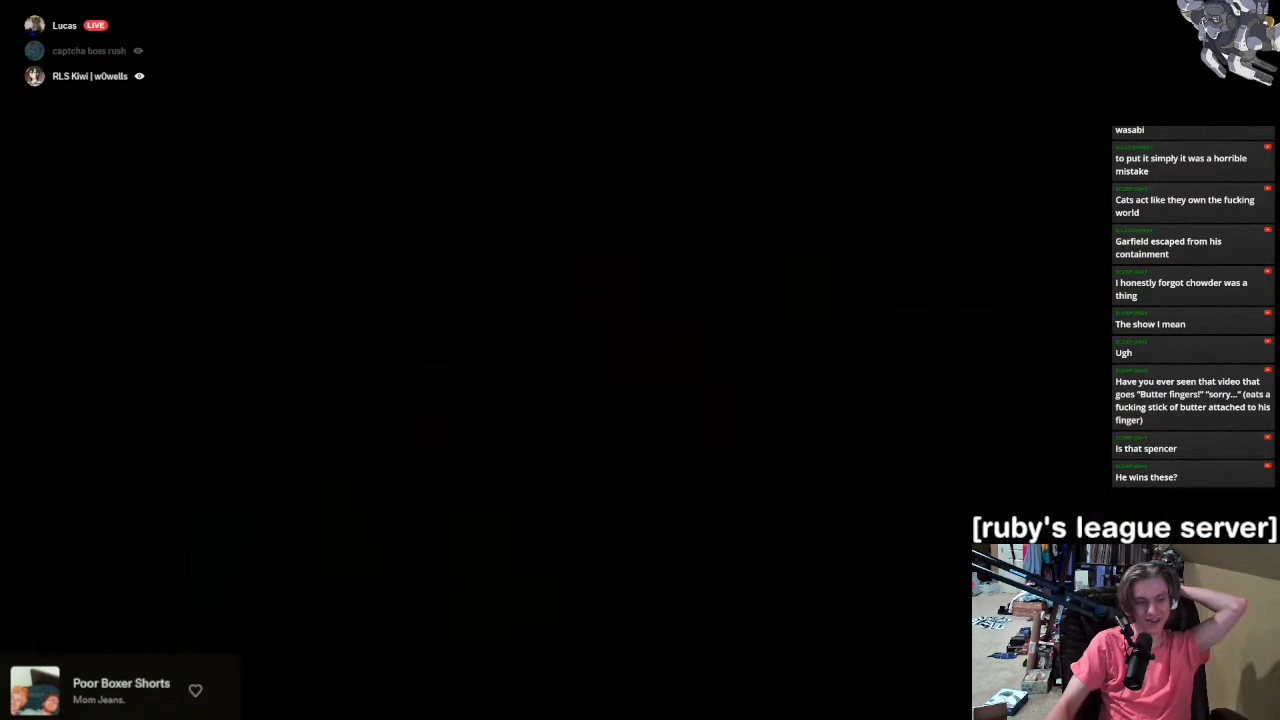 Lucas LIVE
captcha boss rush
RLS Kiwi | w0wells
wasabi
to put it simply it was a horrible
mistake
Cats act like they own the fucking
world
Garfield escaped from his
containment
I honestly forgot chowder was a
thing
The show I mean
Ugh
Have you ever seen that video that
goes “Butter fingers!” “sorry...” (eats a
fucking stick of butter attached to his
finger)
Is that spencer
He wins these?
[ruby's league server]
Poor Boxer Shorts
Mom Jeans.